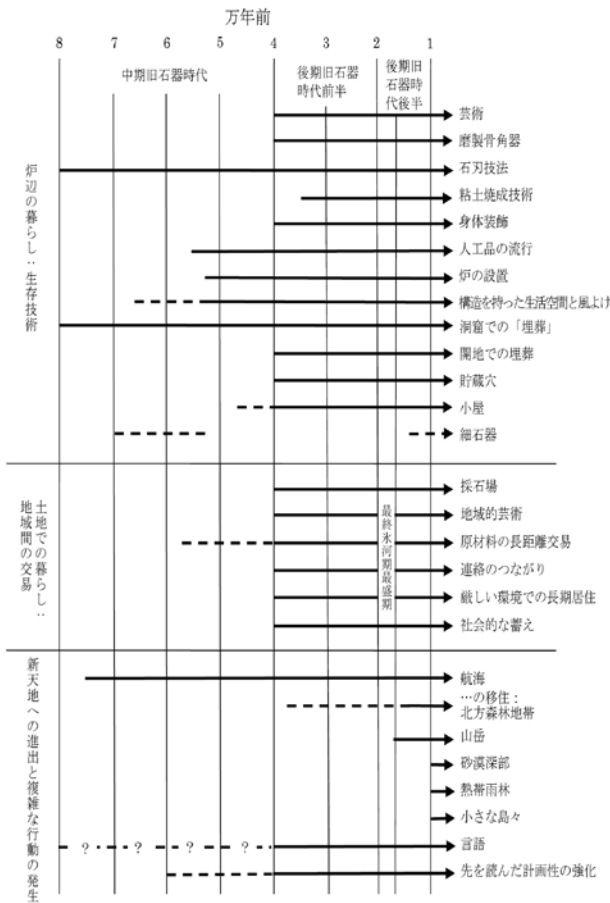 万年前
8 7 6 5 4 3 2 1
中期旧石器時代
後期旧石器
時代前半
後期旧石
器時
代後半
炉辺の暮らし：生存技術
芸術
磨製骨角器
石刃技法
粘土焼成技術
身体装飾
人工品の流行
炉の設置
構造を持った生活空間と風よけ
洞窟での「埋葬」
開地での埋葬
貯蔵穴
小屋
細石器
土地での暮らし：
地域間の交易
最終氷河期最盛期
採石場
地域的芸術
原材料の長距離交易
連絡のつながり
厳しい環境での長期居住
社会的な蓄え
新天地への進出と複雑な行動の発生
航海
…の移住：
北方森林地帯
山岳
砂漠深部
熱帯雨林
小さな島々
? ? ? ?
言語
先を読んだ計画性の強化